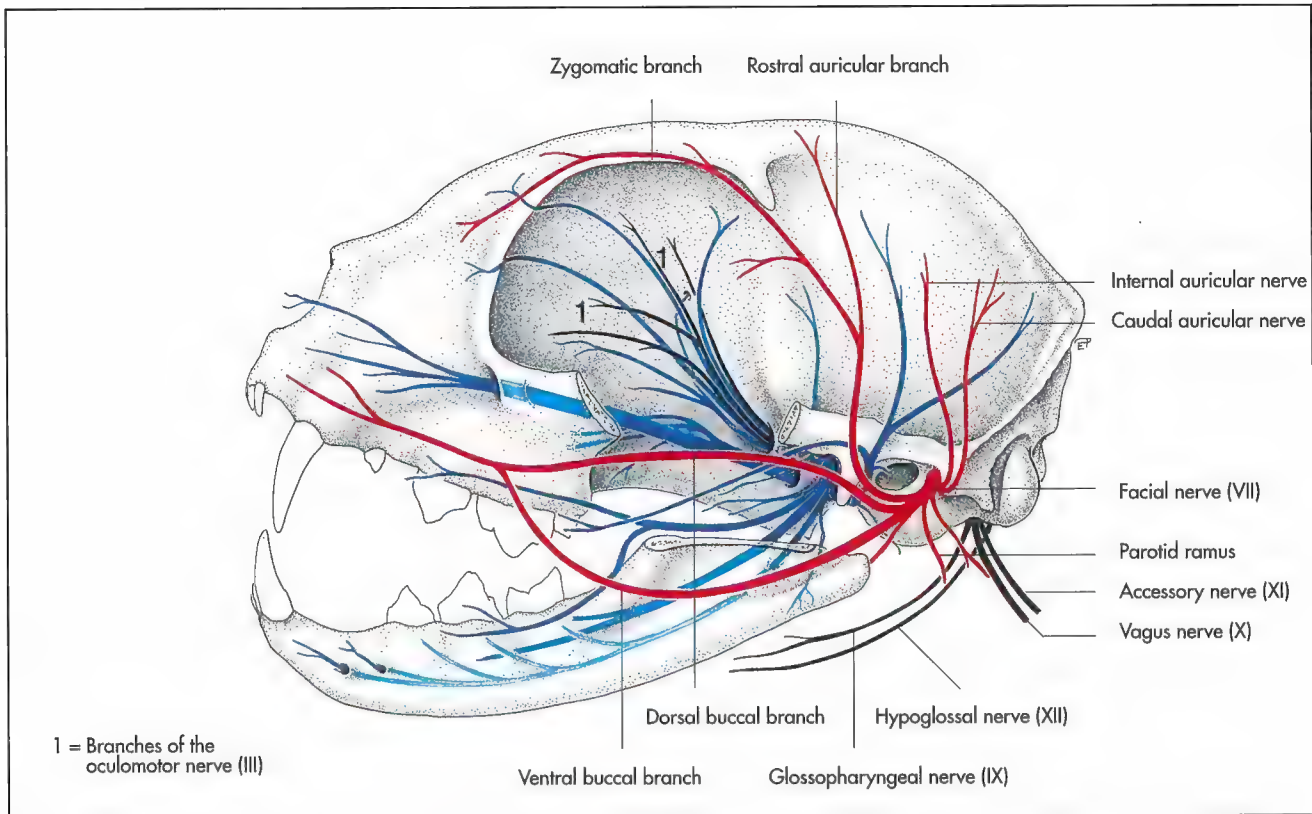 Zygomatic branch
Rostral auricular branch
1
1
Internal auricular nerve
Caudal auricular nerve
Facial nerve (VII)
Parotid ramus
Accessory nerve (XI)
Vagus nerve (X)
Dorsal buccal branch
Hypoglossal nerve (XII)
1 = Branches of the
oculomotor nerve (III)
Ventral buccal branch
Glossopharyngeal nerve (IX)